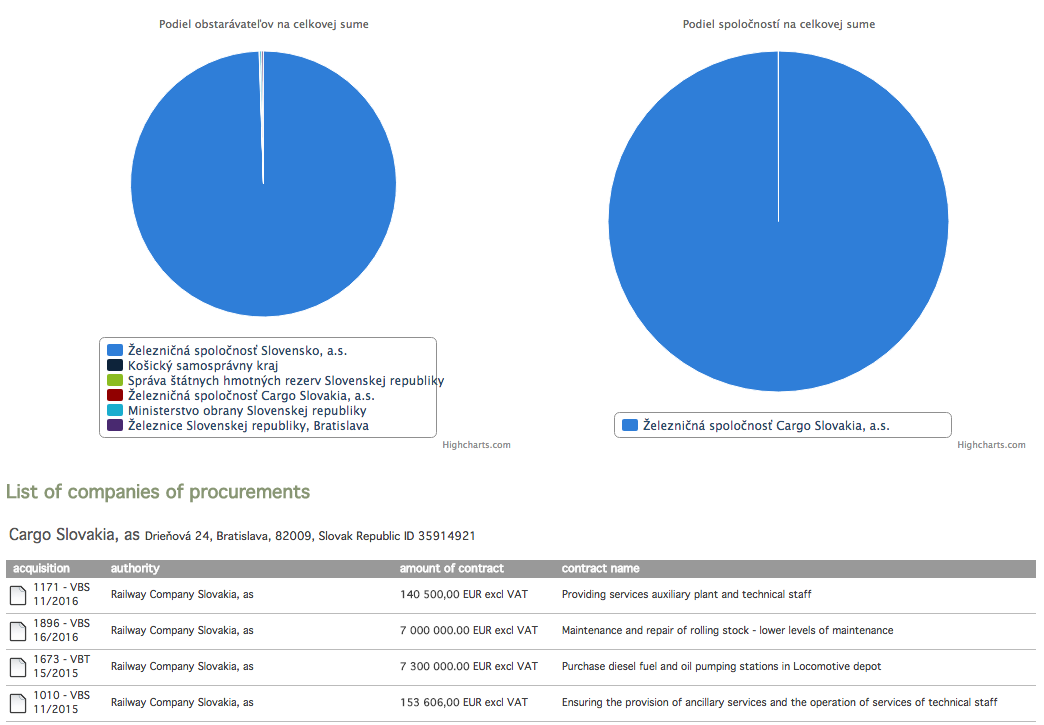 Podiel obstarávateľov na celkovej sume
Podiel spoločností na celkovej sume
Železničná spoločnosť Slovensko, a.s.
Košický samosprávny kraj
Správa štátnych hmotných rezerv Slovenskej republiky
Železničná spoločnosť Cargo Slovakia, a.s.
Ministerstvo obrany Slovenskej republiky
Železnice Slovenskej republiky, Bratislava
Highcharts.com
Železničná spoločnosť Cargo Slovakia, a.s.
Highcharts.com
List of companies of procurements
Cargo Slovakia, as Drieňová 24, Bratislava, 82009, Slovak Republic ID 35914921
acquisition authority amount of contract contract name
1171 - VBS
11/2016
Railway Company Slovakia, as 140 500,00 EUR excl VAT Providing services auxiliary plant and technical staff
1896 - VBS
16/2016
Railway Company Slovakia, as 7 000 000.00 EUR excl VAT Maintenance and repair of rolling stock - lower levels of maintenance
1673 - VBT
15/2015
Railway Company Slovakia, as 7 300 000.00 EUR excl VAT Purchase diesel fuel and oil pumping stations in Locomotive depot
1010 - VBS
11/2015
Railway Company Slovakia, as 153 606,00 EUR excl VAT Ensuring the provision of ancillary services and the operation of services of technical staff